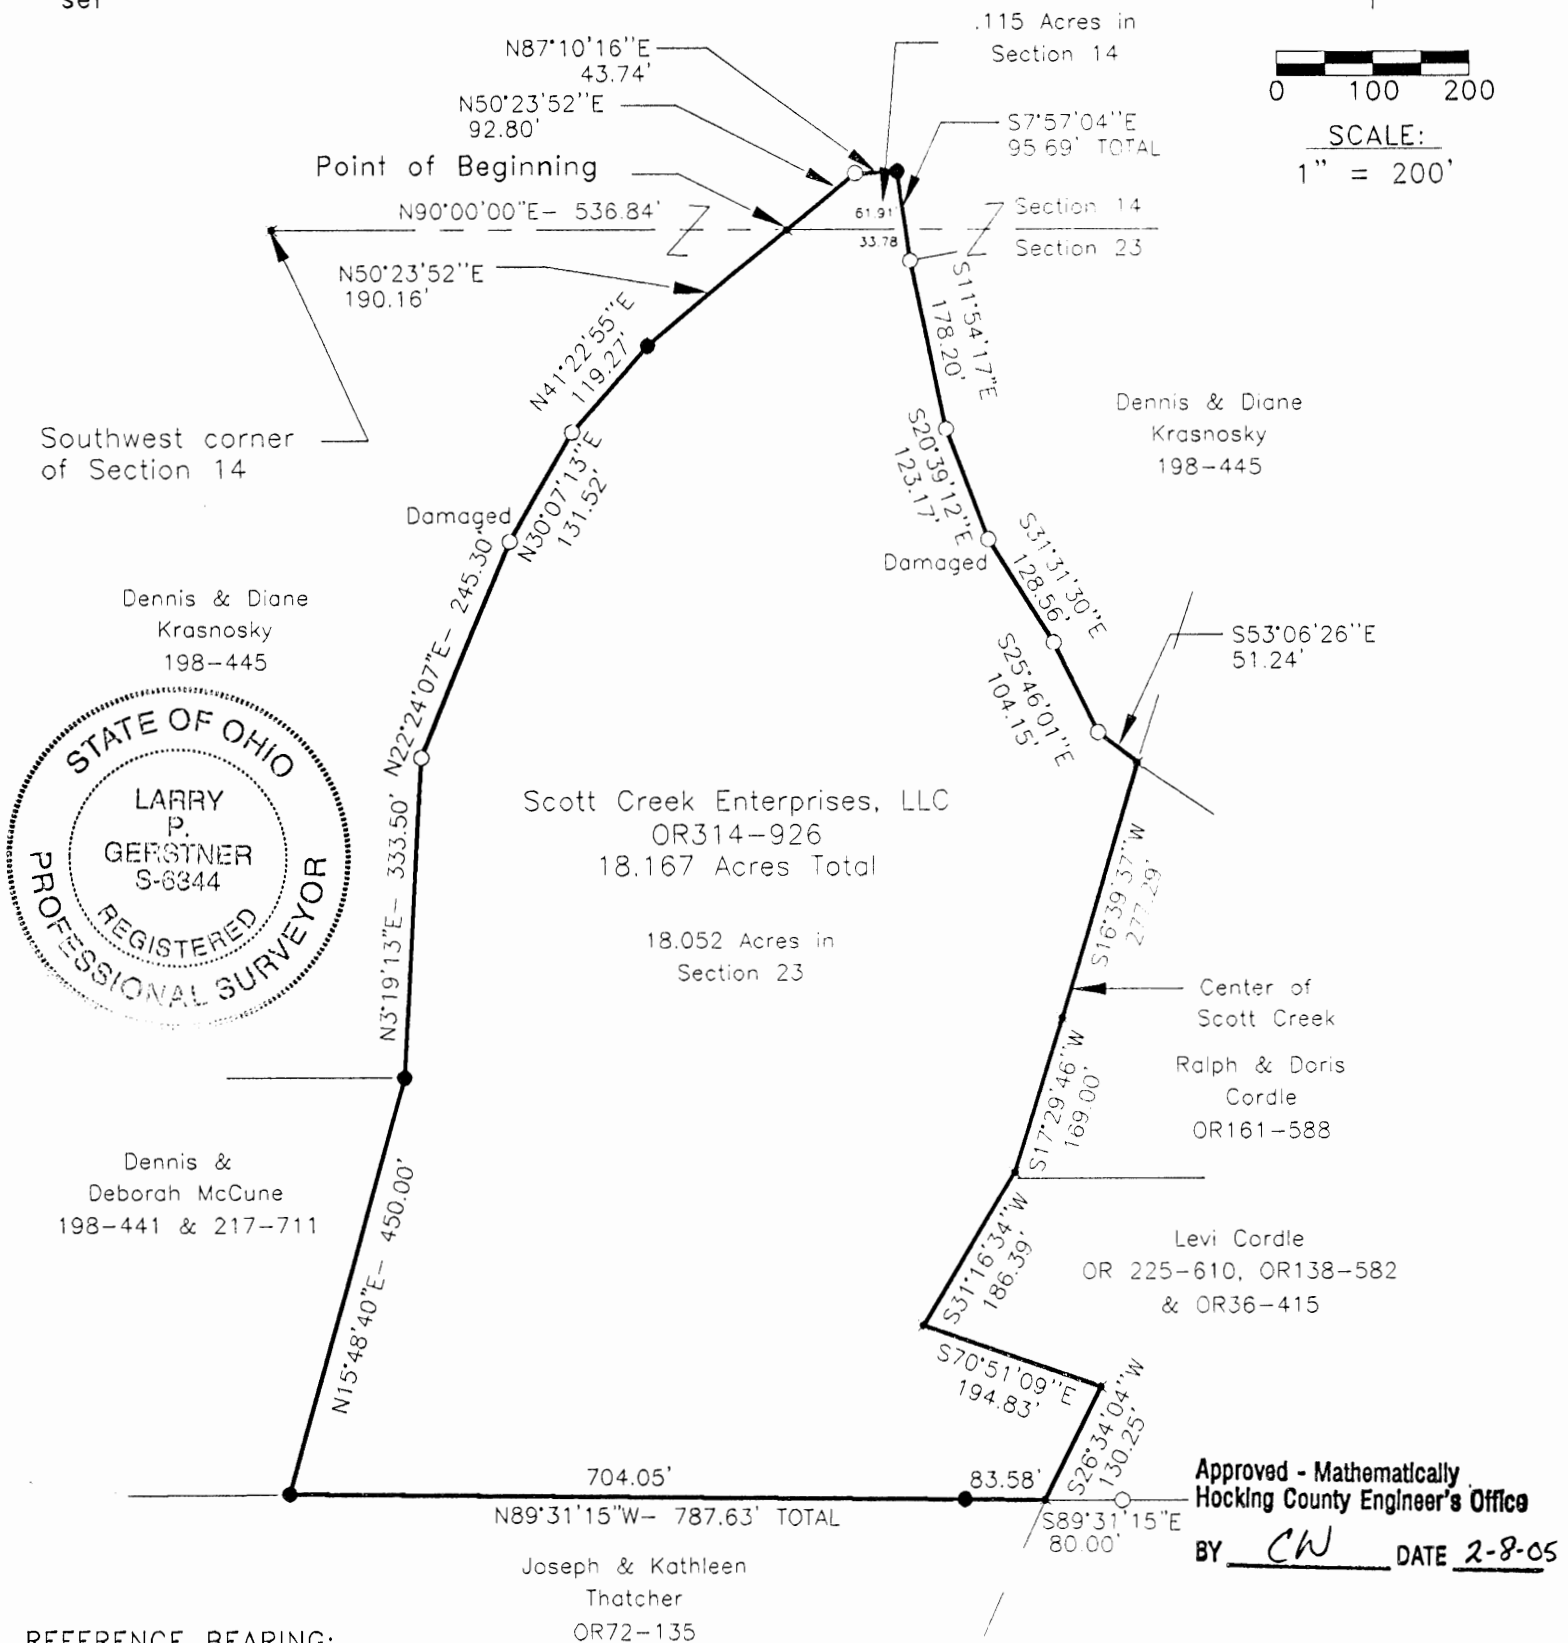 set
N87°10'16"E
43.74'
.115 Acres in
Section 14
0 100 200
SCALE:
1" = 200'
N50°23'52"E
92.80'
S7°57'04"E
95.69' TOTAL
Point of Beginning
N90°00'00"E- 536.84'
61.91'
33.78
Section 14
Section 23
N50°23'52"E
190.16'
S11°54'17"E
178.20'
N41°22'55"E
119.27'
Southwest corner
of Section 14
Dennis & Diane
Krasnosky
198-445
S20°39'12"E
123.17'
N30°07'13"E
131.52'
Damaged
S31°31'30"E
128.56'
Damaged
N22°24'07"E- 245.30'
Dennis & Diane
Krasnosky
198-445
S53°06'26"E
51.24'
S25°46'01"E
104.15'
STATE OF OHIO
LARRY
P.
GERSTNER
S-6344
REGISTERED
PROFESSIONAL SURVEYOR
N3°19'13"E- 333.50'
Scott Creek Enterprises, LLC
OR314-926
18.167 Acres Total
18.052 Acres in
Section 23
S16°39'37"W
277.29'
Center of
Scott Creek
S17°29'46"W
169.00'
Ralph & Doris
Cordle
OR161-588
Dennis &
Deborah McCune
198-441 & 217-711
N15°48'40"E- 450.00'
S31°16'34"W
186.39'
Levi Cordle
OR 225-610, OR138-582
& OR36-415
S70°51'09"E
194.83'
S26°34'04"W
130.25'
704.05'
83.58'
N89°31'15"W- 787.63' TOTAL
S89°31'15"E
80.00'
Approved - Mathematically
Hocking County Engineer's Office
BY CW DATE 2-8-05
Joseph & Kathleen
Thatcher
OR72-135
REFERENCE BEARING: